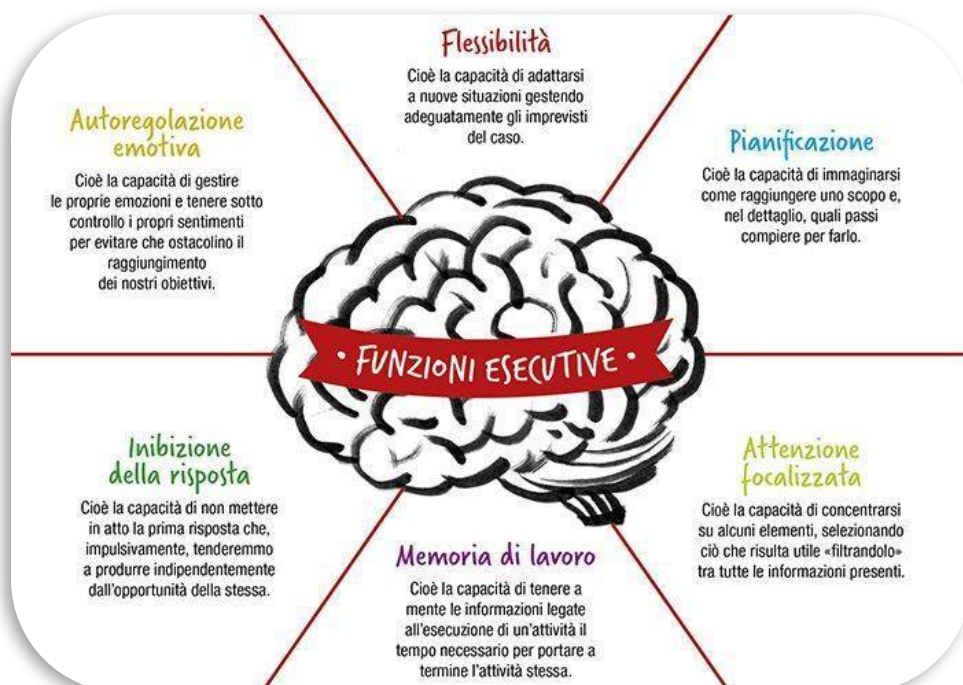 Flessibilità
Cioè la capacità di adattarsi
a nuove situazioni gestendo
adeguatamente gli imprevisti
del caso.
Autoregolazione
emotiva
Cioè la capacità di gestire
le proprie emozioni e tenere sotto
controllo i propri sentimenti
per evitare che ostacolino il
raggiungimento
dei nostri obiettivi.
Pianificazione
Cioè la capacità di immaginarsi
come raggiungere uno scopo e,
nel dettaglio, quali passi
compiere per farlo.
• FUNZIONI ESECUTIVE •
Inibizione
della risposta
Cioè la capacità di non mettere
in atto la prima risposta che,
impulsivamente, tenderemmo
a produrre indipendentemente
dall'opportunità della stessa.
Memoria di lavoro
Cioè la capacità di tenere a
mente le informazioni legate
all'esecuzione di un'attività il
tempo necessario per portare a
termine l'attività stessa.
Attenzione
focalizzata
Cioè la capacità di concentrarsi
su alcuni elementi, selezionando
ciò che risulta utile «filtrandolo»
tra tutte le informazioni presenti.